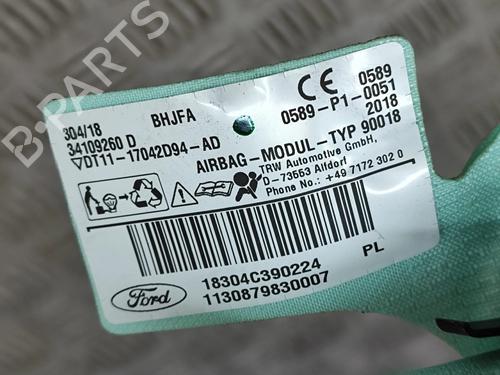 304/18 BHJFA
34109260 D
DT11-17042D94-AD
CE 0589
0589-P1-0051
2018
AIRBAG-MODUL-TYP 90018
TRW Automotive GmbH,
D-73553 Alfdorf
Phone No.: +49 7172 302 0
Ford
18304C390224
1130879830007
PL
B-PARTS